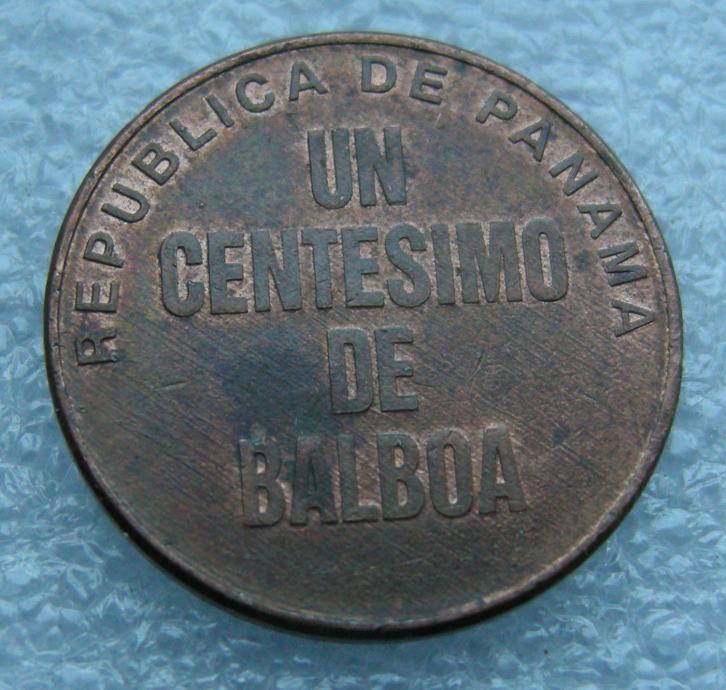 REPUBLICA DE PANAMA
UN
CENTESIMO
DE
BALBOA